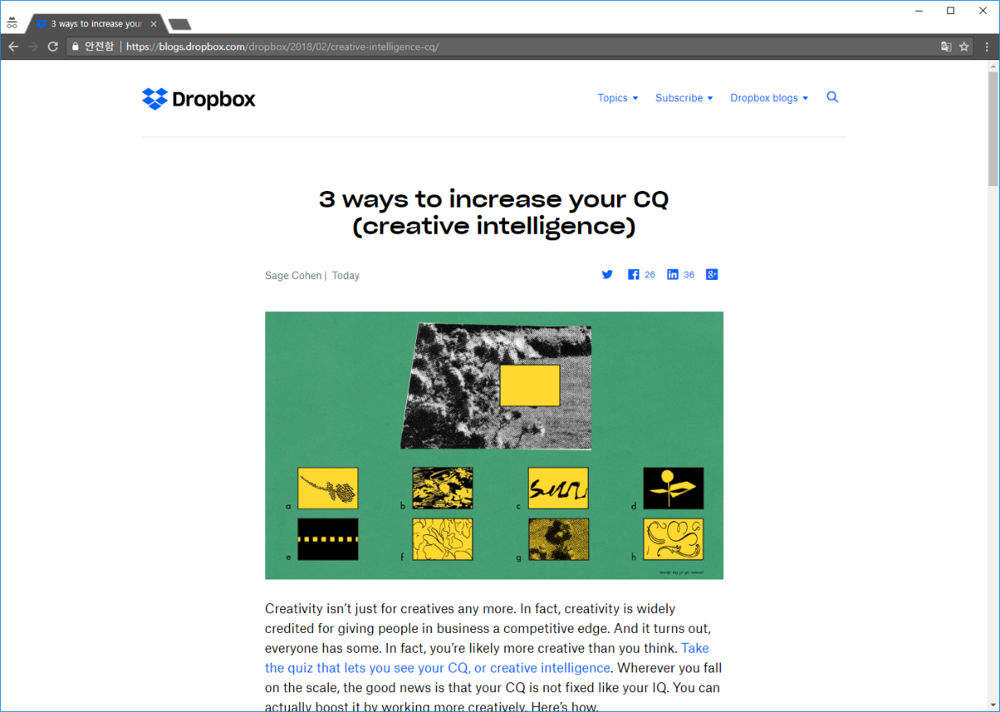 3 ways to increase your
안전함 | https://blogs.dropbox.com/dropbox/2018/02/creative-intelligence-cq/
Dropbox
Topics
Subscribe
Dropbox blogs
3 ways to increase your CQ
(creative intelligence)
Sage Cohen | Today
26
36
a
b
c
d
e
f
g
h
Creativity isn’t just for creatives any more. In fact, creativity is widely
credited for giving people in business a competitive edge. And it turns out,
everyone has some. In fact, you’re likely more creative than you think. Take
the quiz that lets you see your CQ, or creative intelligence. Wherever you fall
on the scale, the good news is that your CQ is not fixed like your IQ. You can
actually boost it by working more creatively. Here’s how.